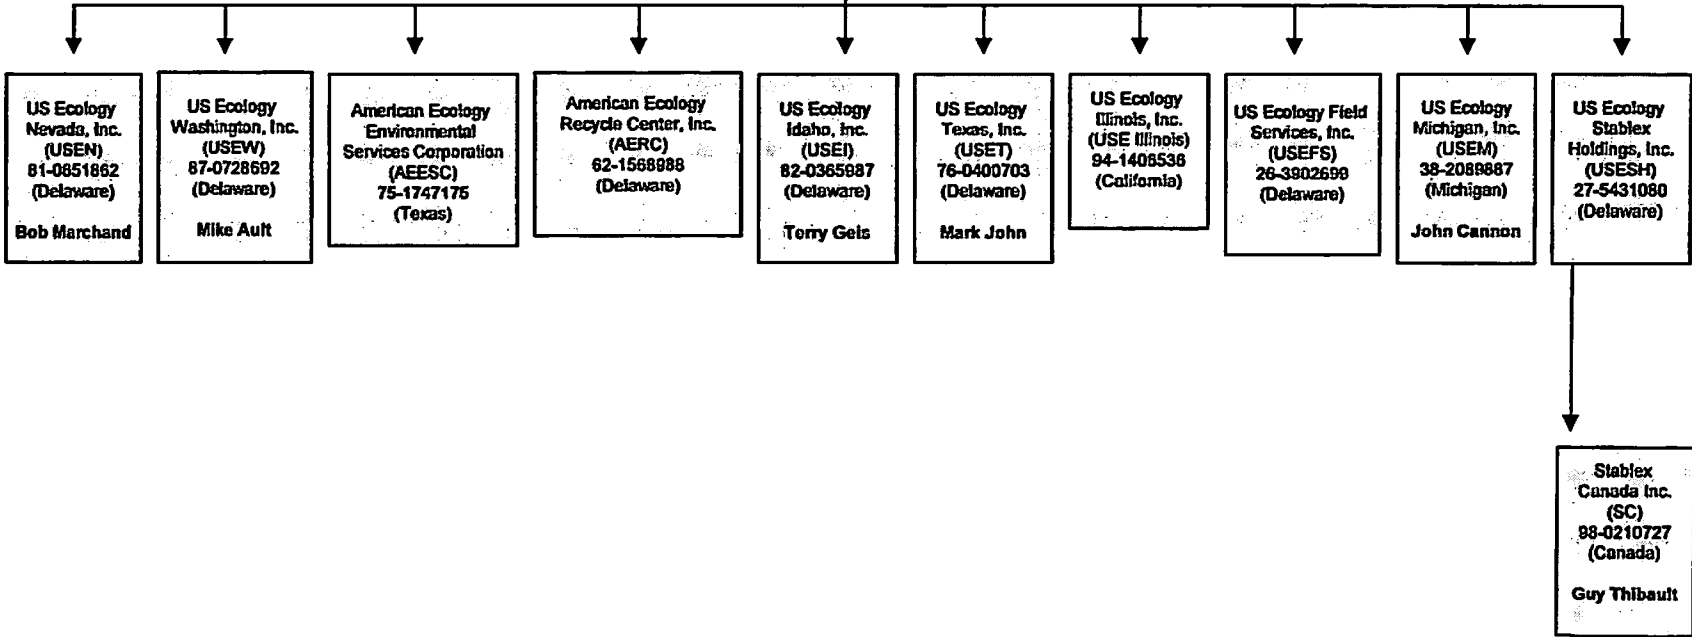 US Ecology
Nevada, Inc.
(USEN)
81-0651862
(Delaware)
Bob Marchand
US Ecology
Washington, Inc.
(USEW)
87-0728692
(Delaware)
Mike Ault
American Ecology
Environmental
Services Corporation
(AEESC)
75-1747175
(Texas)
American Ecology
Recycle Center, Inc.
(AERC)
62-1568988
(Delaware)
US Ecology
Idaho, Inc.
(USEI)
82-0365987
(Delaware)
Terry Geis
US Ecology
Texas, Inc.
(USET)
76-0400703
(Delaware)
Mark John
US Ecology
Illinois, Inc.
(USE Illinois)
94-1406536
(California)
US Ecology Field
Services, Inc.
(USEFS)
26-3902699
(Delaware)
US Ecology
Michigan, Inc.
(USEM)
38-2089887
(Michigan)
John Cannon
US Ecology
Stablex
Holdings, Inc.
(USESH)
27-5431080
(Delaware)
Stablex
Canada Inc.
(SC)
98-0210727
(Canada)
Guy Thibault